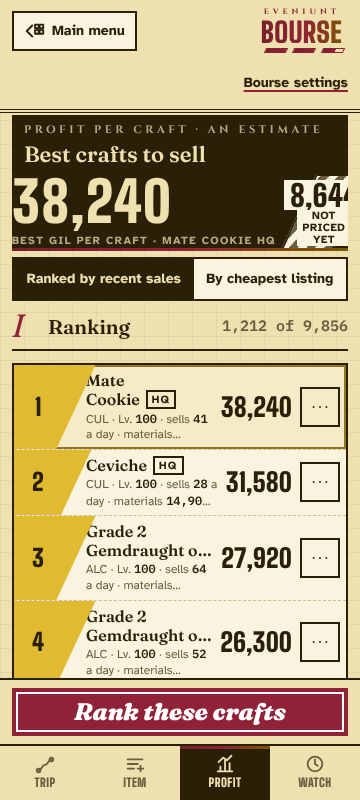 Main menu
EVENIUNT
BOURSE
Bourse settings
PROFIT PER CRAFT · AN ESTIMATE
Best crafts to sell
38,240
BEST GIL PER CRAFT · MATE COOKIE HQ
8,644
NOT
PRICED
YET
Ranked by recent sales
By cheapest listing
I Ranking
1,212 of 9,856
1
Mate
Cookie HQ
CUL · Lv. 100 · sells 41
a day · materials...
38,240
...
2
Ceviche HQ
CUL · Lv. 100 · sells 28 a
day · materials 14,90...
31,580
...
3
Grade 2
Gemdraught o...
ALC · Lv. 100 · sells 64
a day · materials...
27,920
...
4
Grade 2
Gemdraught o...
ALC · Lv. 100 · sells 52
a day · materials...
26,300
...
Rank these crafts
TRIP
ITEM
PROFIT
WATCH